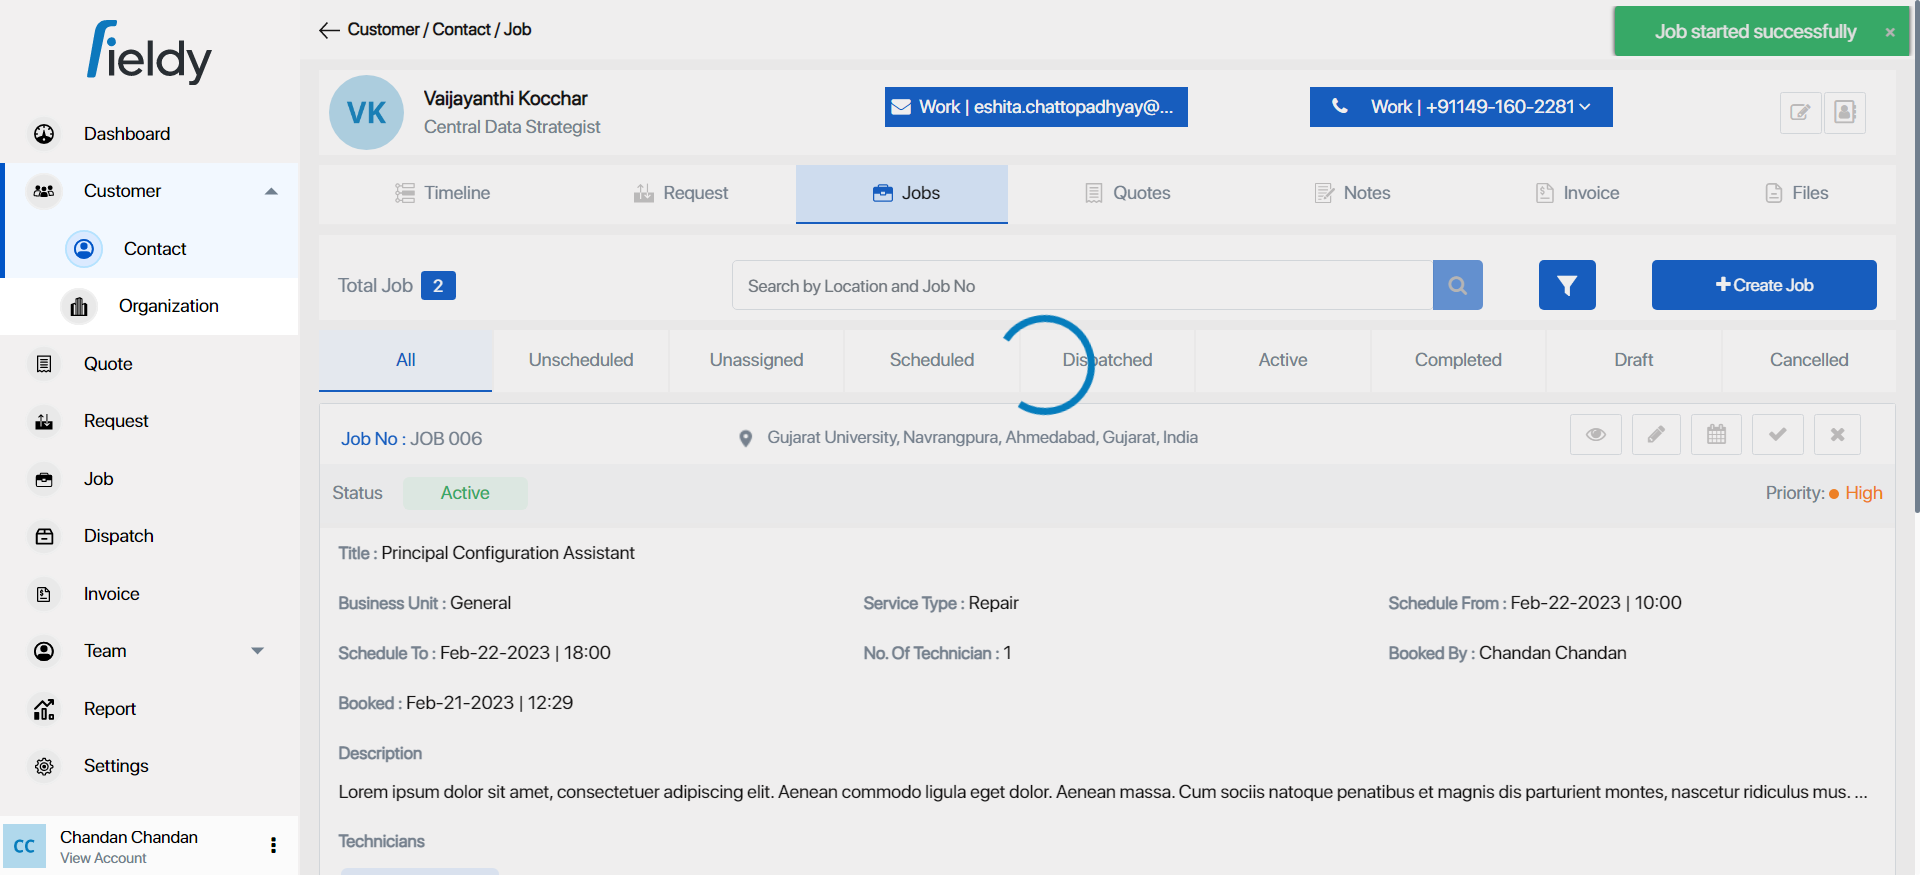 fieldy
Customer / Contact / Job
Job started successfully ×
VK
Vaijayanthi Kocchar
Central Data Strategist
Work | eshita.chattopadhyay@...
Work | +91149-160-2281
Dashboard
Customer
Contact
Organization
Quote
Request
Job
Dispatch
Invoice
Team
Report
Settings
CC
Chandan Chandan
View Account
Timeline
Request
Jobs
Quotes
Notes
Invoice
Files
Total Job 2
Search by Location and Job No
+Create Job
All
Unscheduled
Unassigned
Scheduled
Dispatched
Active
Completed
Draft
Cancelled
Job No : JOB 006
Gujarat University, Navrangpura, Ahmedabad, Gujarat, India
Status Active
Priority: High
Title : Principal Configuration Assistant
Business Unit : General
Service Type : Repair
Schedule From : Feb-22-2023 | 10:00
Schedule To : Feb-22-2023 | 18:00
No. Of Technician : 1
Booked By : Chandan Chandan
Booked : Feb-21-2023 | 12:29
Description
Lorem ipsum dolor sit amet, consectetuer adipiscing elit. Aenean commodo ligula eget dolor. Aenean massa. Cum sociis natoque penatibus et magnis dis parturient montes, nascetur ridiculus mus. ...
Technicians